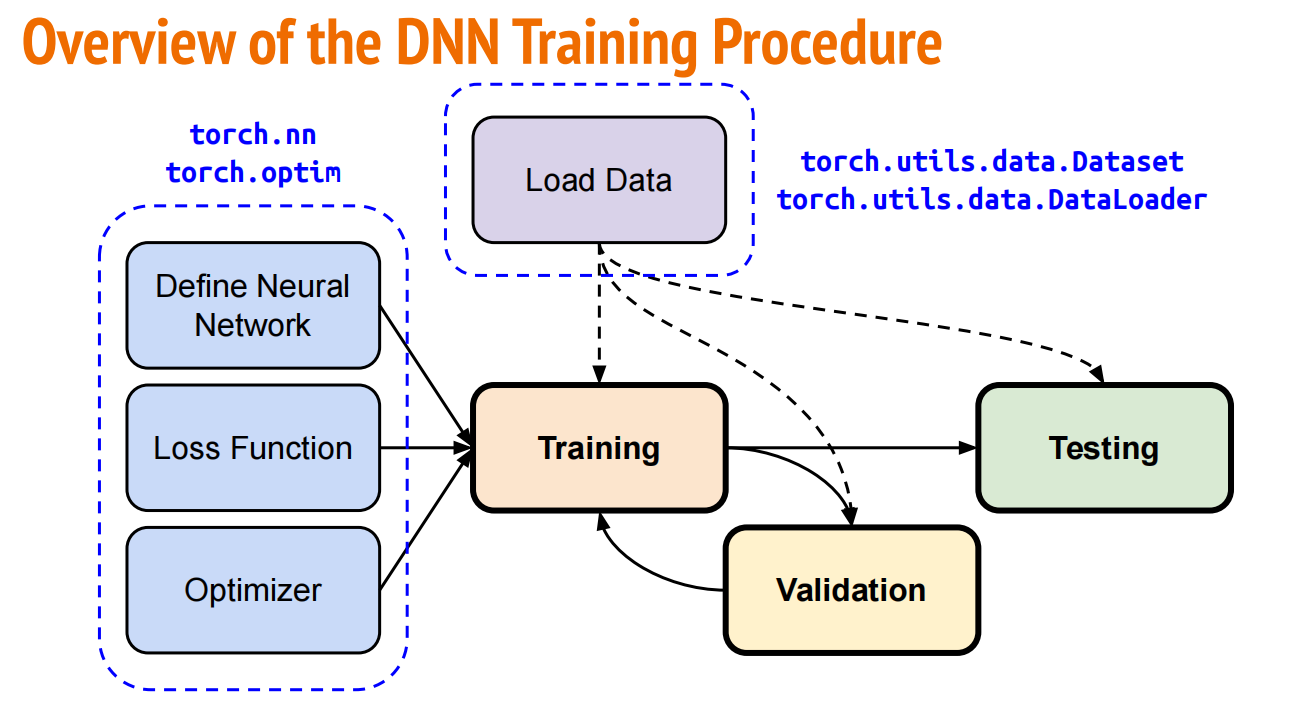 Overview of the DNN Training Procedure
torch.nn
torch.optim
Load Data
torch.utils.data.Dataset
torch.utils.data.DataLoader
Define Neural
Network
Loss Function
Optimizer
Training
Testing
Validation